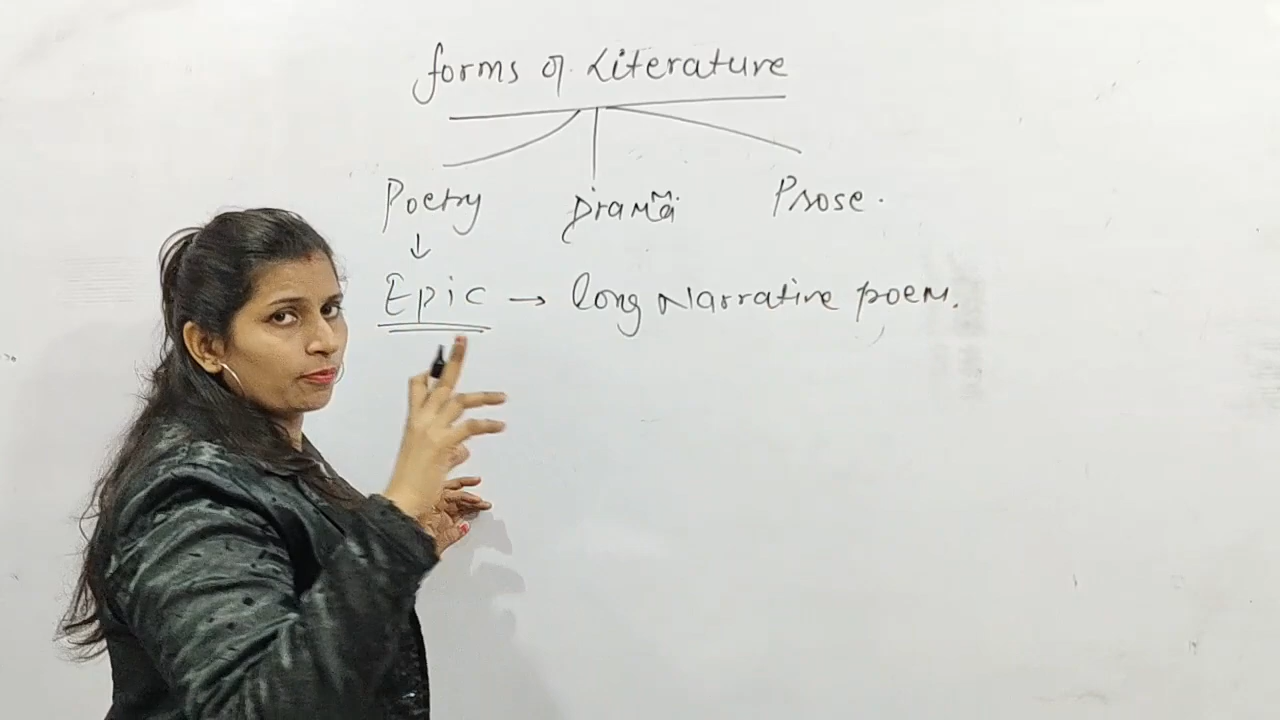 forms of Literature
Poetry Drama Prose.
↓
Epic → long Narrative poem.